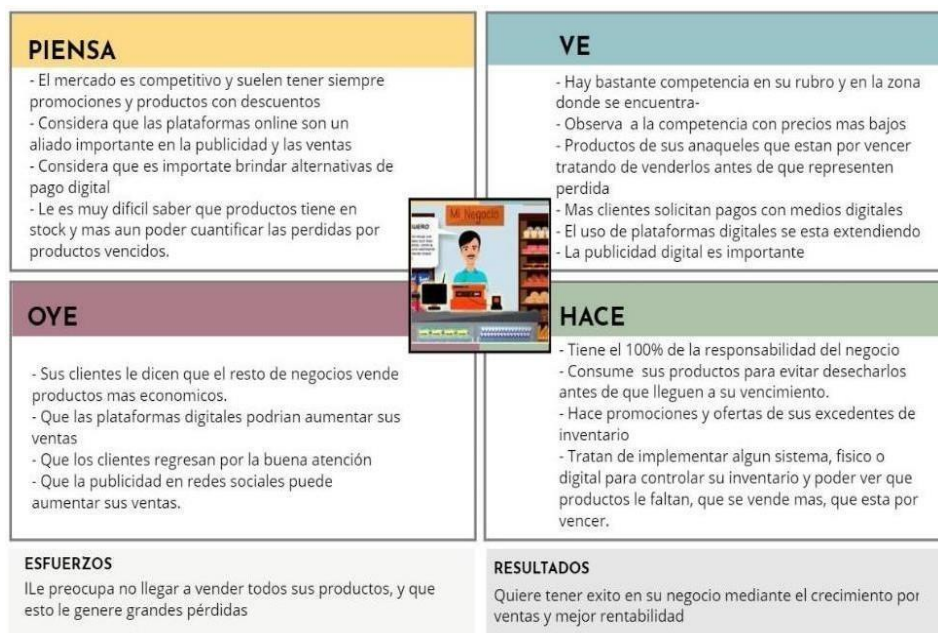 PIENSA
- El mercado es competitivo y suelen tener siempre
promociones y productos con descuentos
- Considera que las plataformas online son un
aliado importante en la publicidad y las ventas
- Considera que es importate brindar alternativas de
pago digital
- Le es muy dificil saber que productos tiene en
stock y mas aun poder cuantificar las perdidas por
productos vencidos.
VE
- Hay bastante competencia en su rubro y en la zona
donde se encuentra-
- Observa a la competencia con precios mas bajos
- Productos de sus anaqueles que estan por vencer
tratando de venderlos antes de que representen
perdida
- Mas clientes solicitan pagos con medios digitales
- El uso de plataformas digitales se esta extendiendo
- La publicidad digital es importante
Mi Negocio
OYE
- Sus clientes le dicen que el resto de negocios vende
productos mas economicos.
- Que las plataformas digitales podrian aumentar sus
ventas
- Que los clientes regresan por la buena atención
- Que la publicidad en redes sociales puede
aumentar sus ventas.
HACE
- Tiene el 100% de la responsabilidad del negocio
- Consume sus productos para evitar desecharlos
antes de que lleguen a su vencimiento.
- Hace promociones y ofertas de sus excedentes de
inventario
- Tratan de implementar algun sistema, fisico o
digital para controlar su inventario y poder ver que
productos le faltan, que se vende mas, que esta por
vencer.
ESFUERZOS
lLe preocupa no llegar a vender todos sus productos, y que
esto le genere grandes pérdidas
RESULTADOS
Quiere tener exito en su negocio mediante el crecimiento por
ventas y mejor rentabilidad